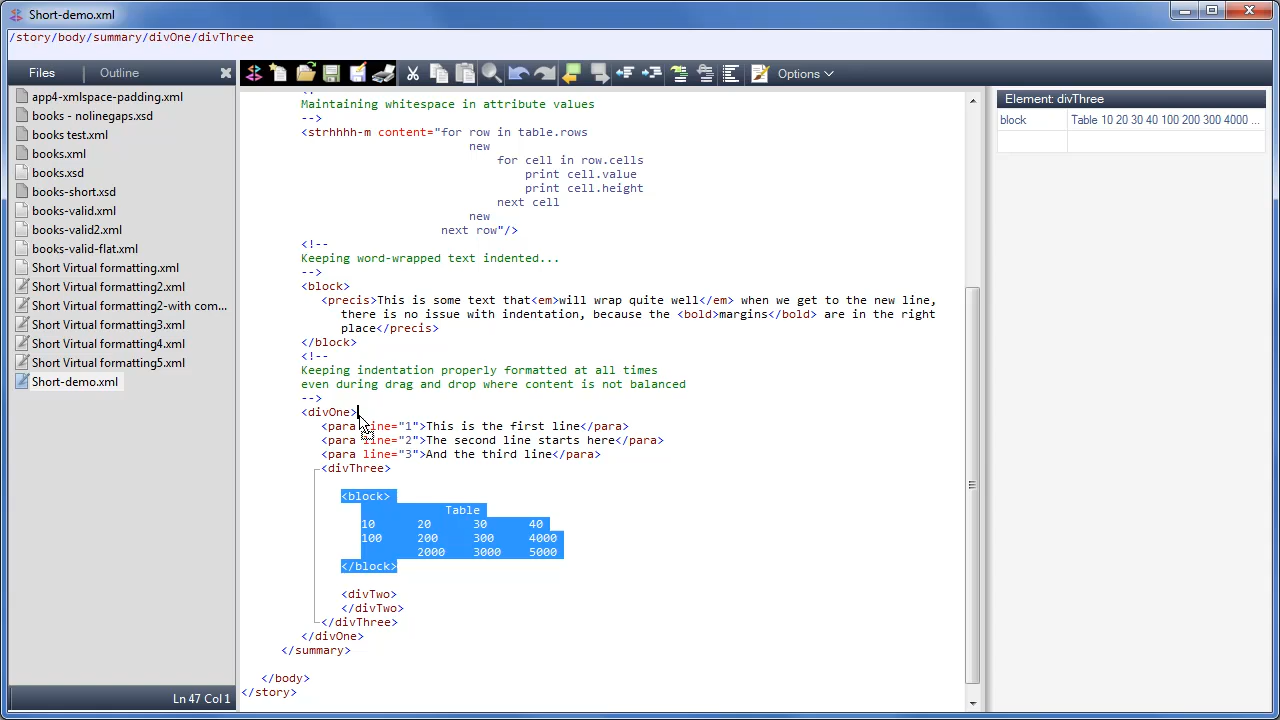 Short-demo.xml
/story/body/summary/divOne/divThree
Files Outline
Options
app4-xmlspace-padding.xml
books - nolinegaps.xsd
books test.xml
books.xml
books.xsd
books-short.xsd
books-valid.xml
books-valid2.xml
books-valid-flat.xml
Short Virtual formatting.xml
Short Virtual formatting2.xml
Short Virtual formatting2-with com...
Short Virtual formatting3.xml
Short Virtual formatting4.xml
Short Virtual formatting5.xml
Short-demo.xml
Ln 47 Col 1
Maintaining whitespace in attribute values
-->
<strhhhh-m content="for row in table.rows
new
for cell in row.cells
print cell.value
print cell.height
next cell
new
next row"/>
<!--
Keeping word-wrapped text indented...
-->
<block>
<precis>This is some text that<em>will wrap quite well</em> when we get to the new line,
there is no issue with indentation, because the <bold>margins</bold> are in the right
place</precis>
</block>
<!--
Keeping indentation properly formatted at all times
even during drag and drop where content is not balanced
-->
<divOne>
<para line="1">This is the first line</para>
<para line="2">The second line starts here</para>
<para line="3">And the third line</para>
<divThree>
<block>
Table
10 20 30 40
100 200 300 4000
2000 3000 5000
</block>
<divTwo>
</divTwo>
</divThree>
</divOne>
</summary>
</body>
</story>
Element: divThree
block Table 10 20 30 40 100 200 300 4000 ...